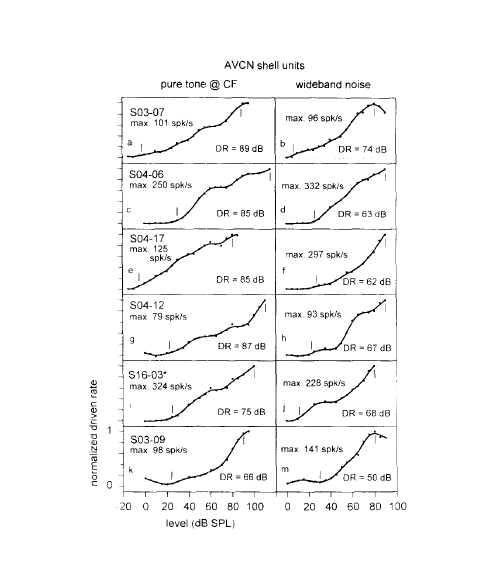 AVCN shell units
pure tone @ CF
wideband noise
S03-07
max. 101 spk/s
a
DR = 89 dB
max. 96 spk/s
b
DR = 74 dB
S04-06
max. 250 spk/s
c
DR = 85 dB
max. 332 spk/s
d
DR = 63 dB
S04-17
max. 125
spk/s
e
DR = 85 dB
max. 297 spk/s
f
DR = 62 dB
S04-12
max. 79 spk/s
g
DR = 87 dB
max. 93 spk/s
h
DR = 67 dB
S16-03*
max. 324 spk/s
i
DR = 75 dB
max. 228 spk/s
j
DR = 68 dB
S03-09
max. 98 spk/s
k
DR = 66 dB
max. 141 spk/s
m
DR = 50 dB
normalized driven rate
1
0
-20 0 20 40 60 80 100
0 20 40 60 80 100
level (dB SPL)